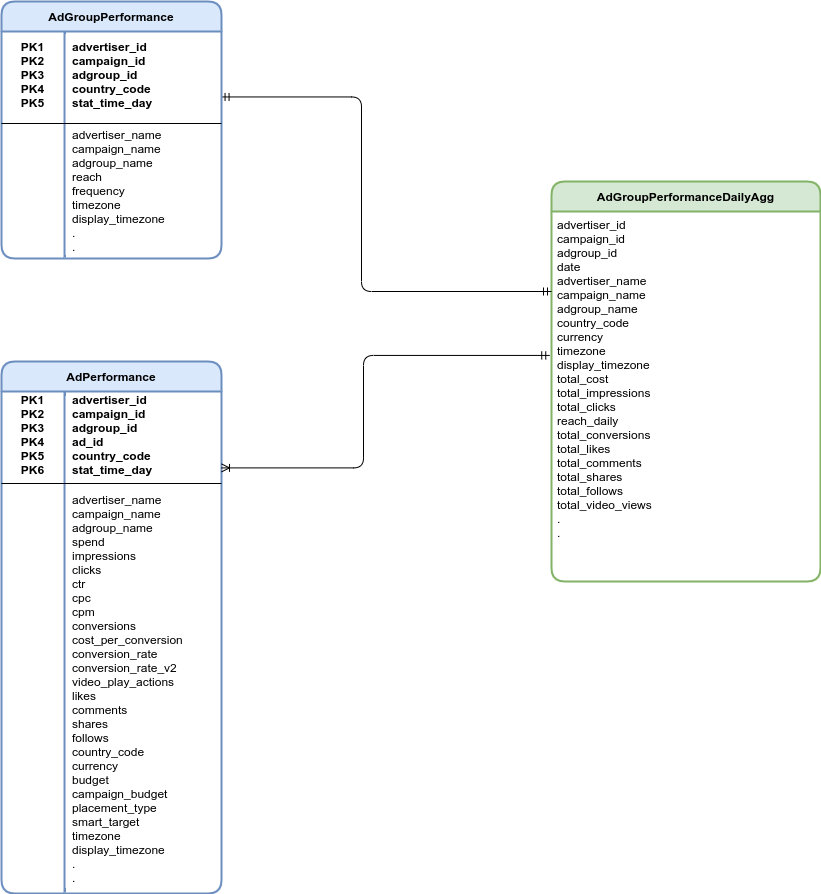 AdGroupPerformance
PK1 advertiser_id
PK2 campaign_id
PK3 adgroup_id
PK4 country_code
PK5 stat_time_day
advertiser_name
campaign_name
adgroup_name
reach
frequency
timezone
display_timezone
.
.
AdPerformance
PK1 advertiser_id
PK2 campaign_id
PK3 adgroup_id
PK4 ad_id
PK5 country_code
PK6 stat_time_day
advertiser_name
campaign_name
adgroup_name
spend
impressions
clicks
ctr
cpc
cpm
conversions
cost_per_conversion
conversion_rate
conversion_rate_v2
video_play_actions
likes
comments
shares
follows
country_code
currency
budget
campaign_budget
placement_type
smart_target
timezone
display_timezone
.
.
AdGroupPerformanceDailyAgg
advertiser_id
campaign_id
adgroup_id
date
advertiser_name
campaign_name
adgroup_name
country_code
currency
timezone
display_timezone
total_cost
total_impressions
total_clicks
reach_daily
total_conversions
total_likes
total_comments
total_shares
total_follows
total_video_views
.
.